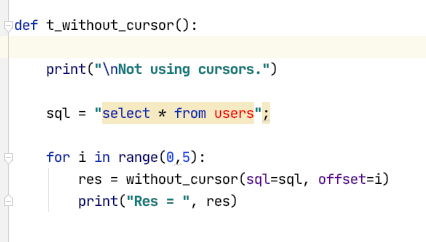 def t_without_cursor():
print("\nNot using cursors.")
sql = "select * from users";
for i in range(0,5):
res = without_cursor(sql=sql, offset=i)
print("Res = ", res)